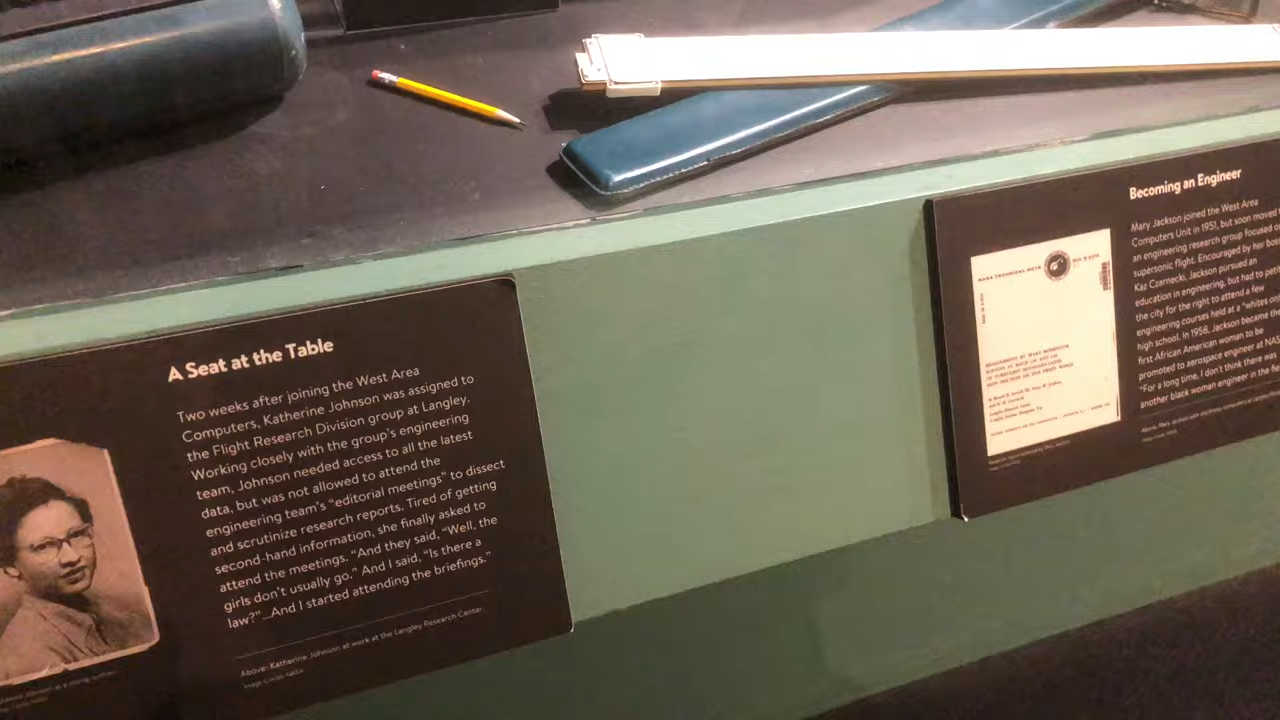 A Seat at the Table
Two weeks after joining the West Area
Computers, Katherine Johnson was assigned to
the Flight Research Division group at Langley.
Working closely with the group's engineering
team, Johnson needed access to all the latest
data, but was not allowed to attend the
engineering team's "editorial meetings" to dissect
and scrutinize research reports. Tired of getting
second-hand information, she finally asked to
attend the meetings. "And they said, "Well, the
girls don't usually go." And I said, "Is there a
law?" ...And I started attending the briefings."
Above: Katherine Johnson at work at the Langley Research Center.
Image Credit: NASA
Becoming an Engineer
Mary Jackson joined the West Area
Computers Unit in 1951, but soon moved
an engineering research group focused
supersonic flight. Encouraged by her
Kaz Czarnecki, Jackson pursued an
education in engineering, but had to
the city for the right to attend a few
engineering courses held at a "whites
high school. In 1958, Jackson became
first African American woman to be
promoted to aerospace engineer at
"For a long time, I don't think there was
another black woman engineer in the
NASA TECHNICAL NOTE